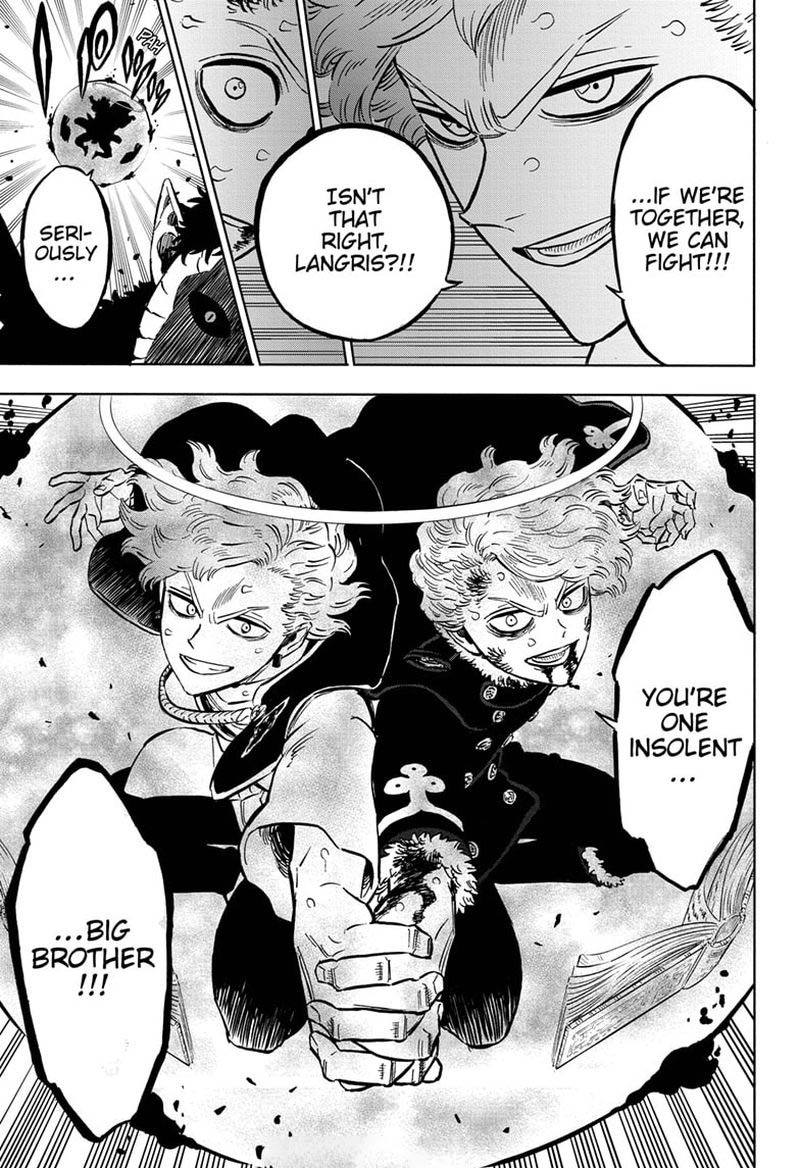 ...IF WE'RE
TOGETHER,
WE CAN
FIGHT!!!
ISN'T
THAT
RIGHT,
LANGRIS?!!
PAH
SERI-
OUSLY
...
YOU'RE
ONE
INSOLENT
...
...BIG
BROTHER
!!!